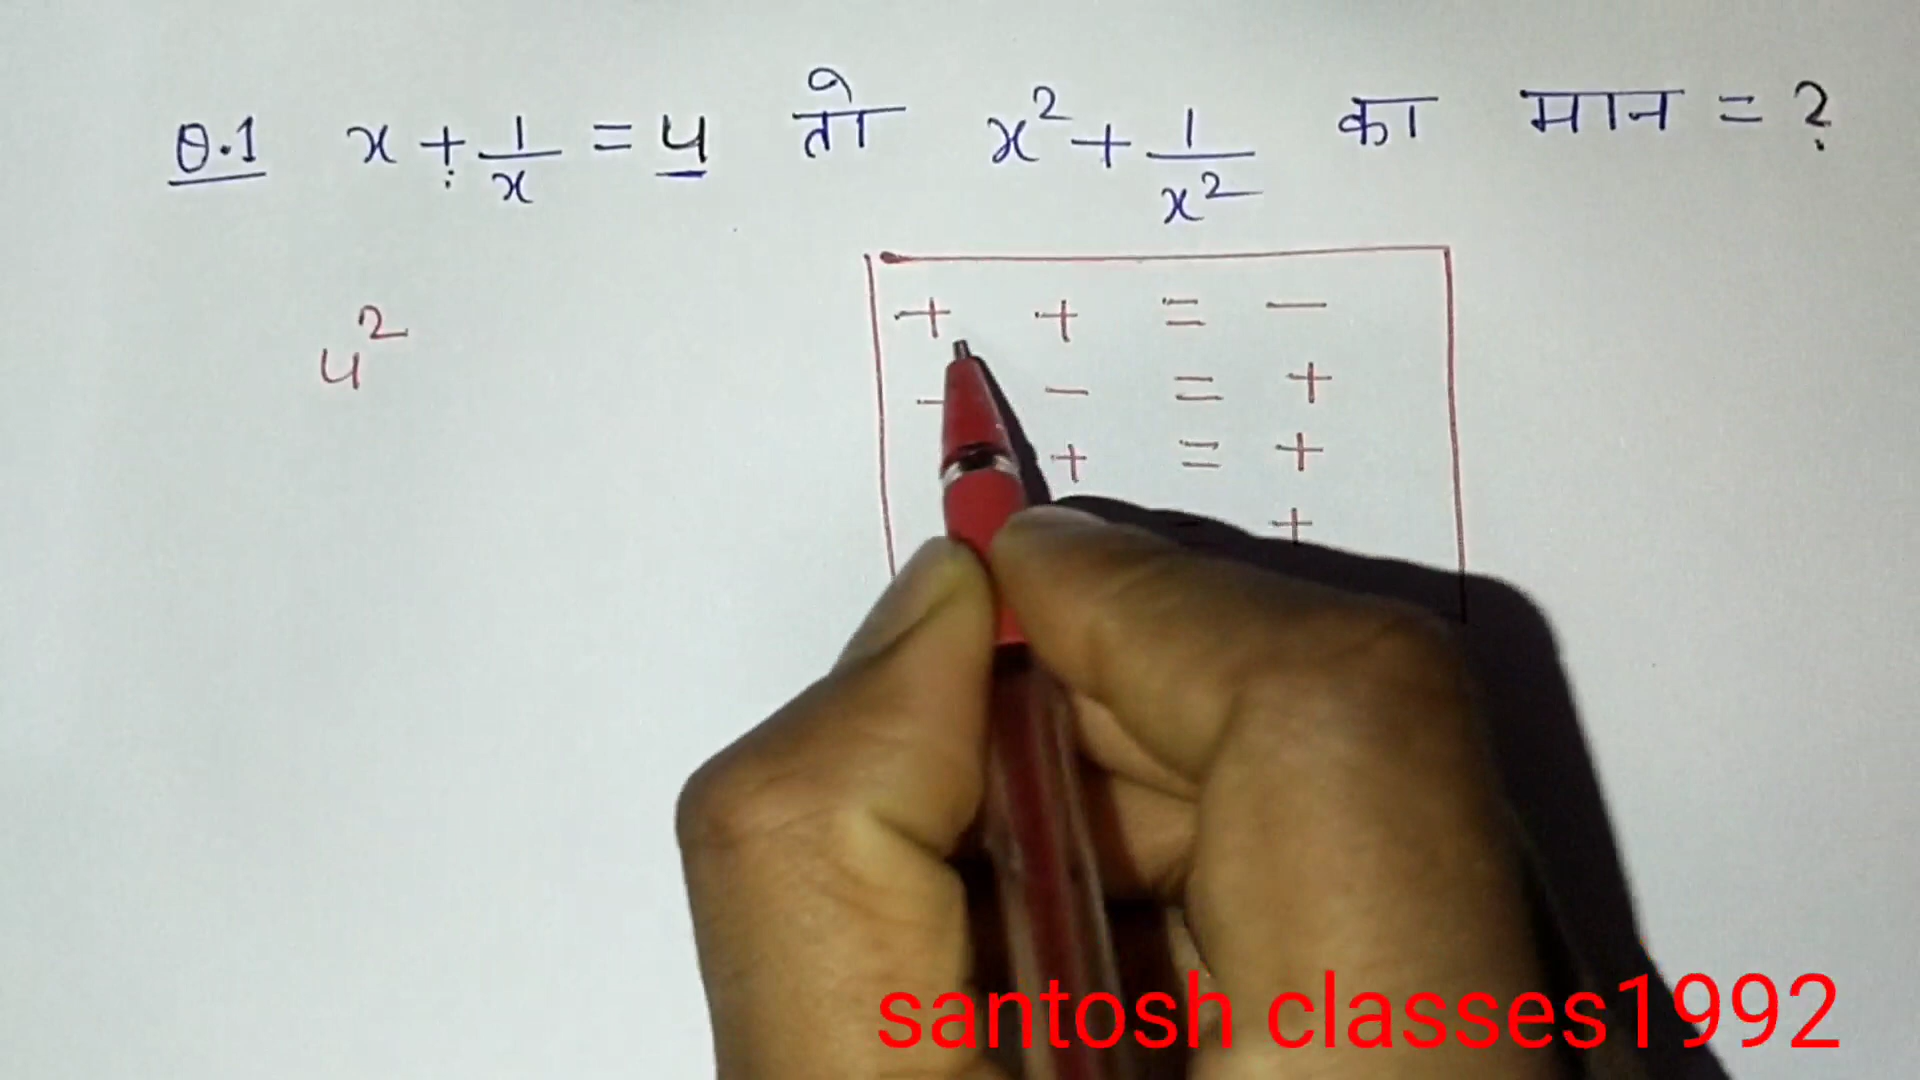 Q.1 x + 1/x = 4 तो x² + 1/x² का मान = ?
4²
+ + = −
− − = +
+ = +
+
santosh classes1992